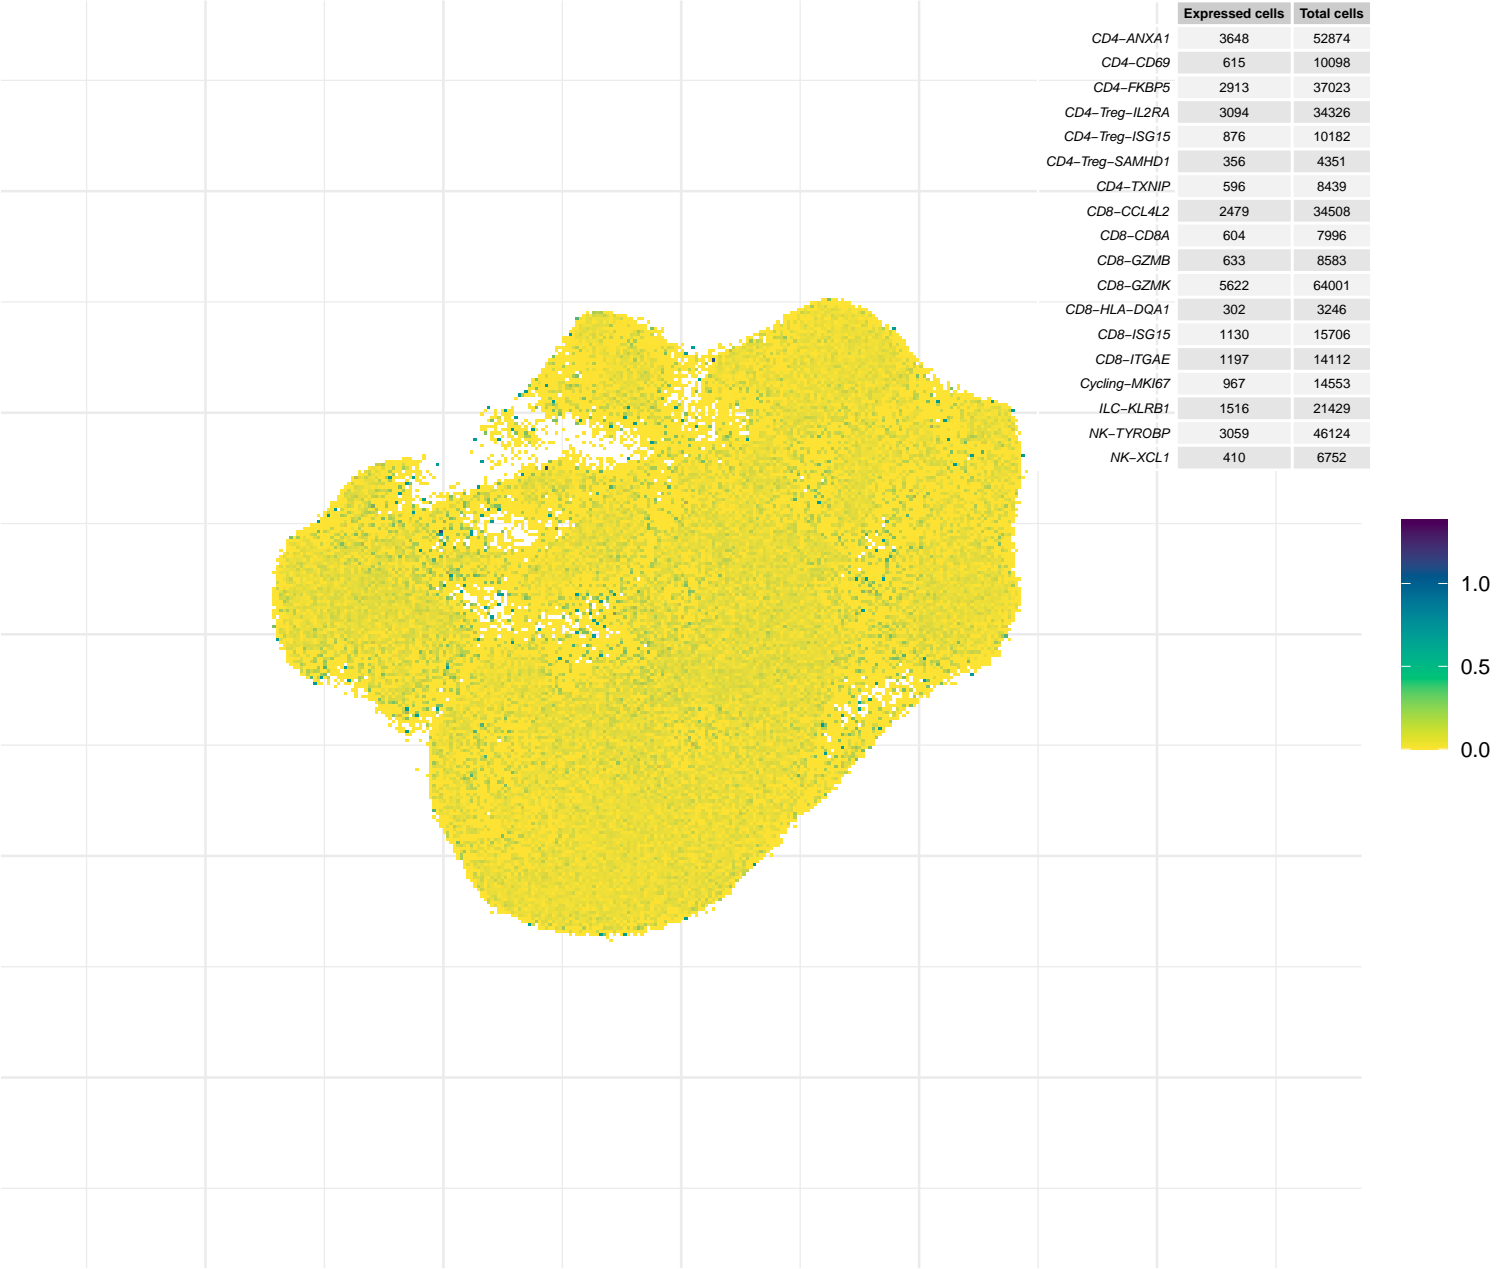 Expressed cells Total cells
CD4−ANXA1 3648 52874
CD4−CD69 615 10098
CD4−FKBP5 2913 37023
CD4−Treg−IL2RA 3094 34326
CD4−Treg−ISG15 876 10182
CD4−Treg−SAMHD1 356 4351
CD4−TXNIP 596 8439
CD8−CCL4L2 2479 34508
CD8−CD8A 604 7996
CD8−GZMB 633 8583
CD8−GZMK 5622 64001
CD8−HLA−DQA1 302 3246
CD8−ISG15 1130 15706
CD8−ITGAE 1197 14112
Cycling−MKI67 967 14553
ILC−KLRB1 1516 21429
NK−TYROBP 3059 46124
NK−XCL1 410 6752
1.0
0.5
0.0